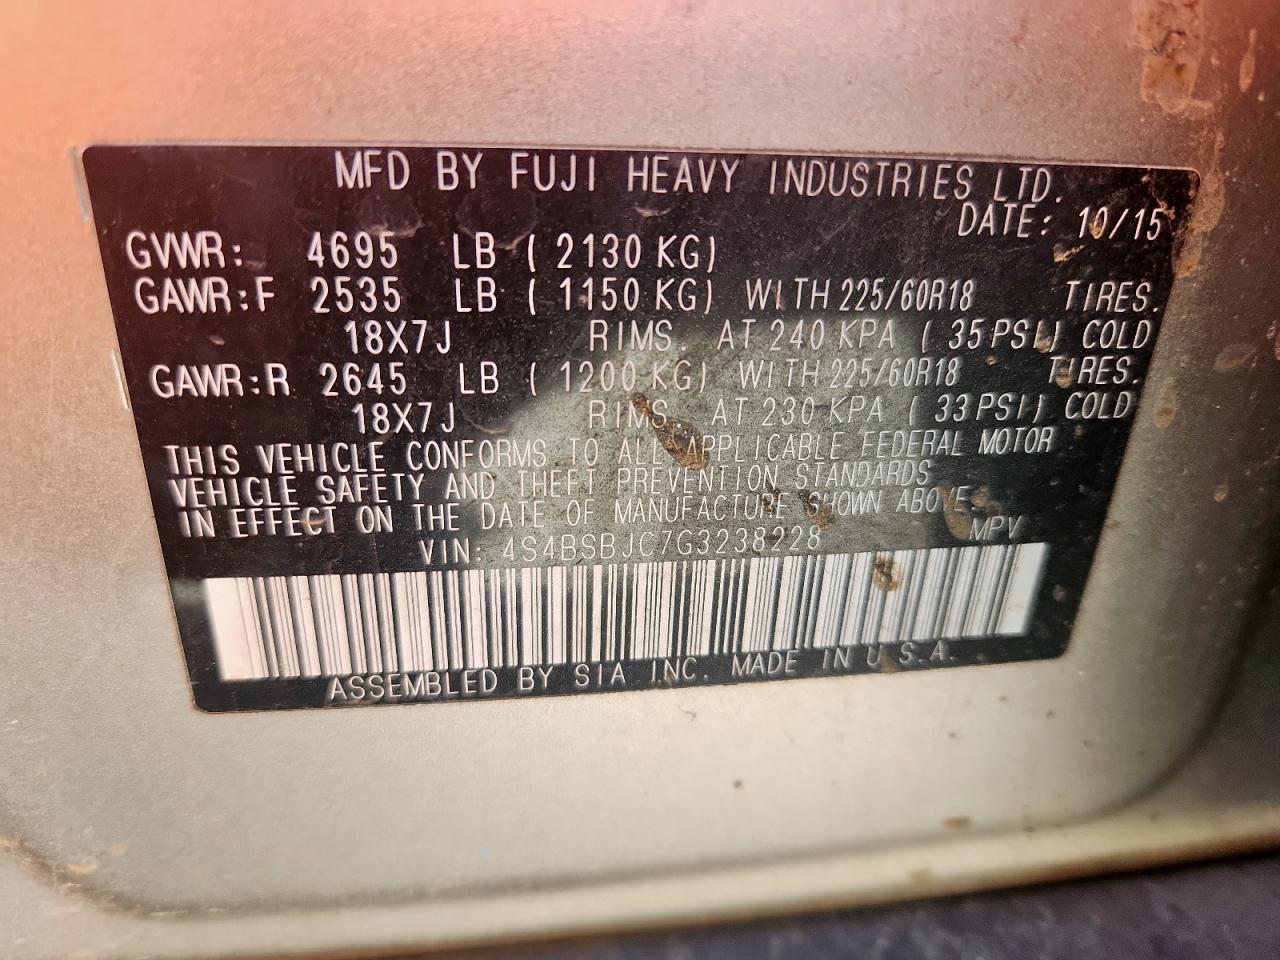 MFD BY FUJI HEAVY INDUSTRIES LTD.
DATE: 10/15
GVWR: 4695 LB ( 2130 KG)
GAWR:F 2535 LB ( 1150 KG) WITH 225/60R18 TIRES.
18X7J RIMS. AT 240 KPA ( 35 PSI) COLD
GAWR:R 2645 LB ( 1200 KG) WITH 225/60R18 TIRES.
18X7J RIMS. AT 230 KPA ( 33 PSI) COLD
THIS VEHICLE CONFORMS TO ALL APPLICABLE FEDERAL MOTOR
VEHICLE SAFETY AND THEFT PREVENTION STANDARDS
IN EFFECT ON THE DATE OF MANUFACTURE SHOWN ABOVE.
VIN: 4S4BSBJC7G3238228 MPV
ASSEMBLED BY SIA INC. MADE IN U.S.A.